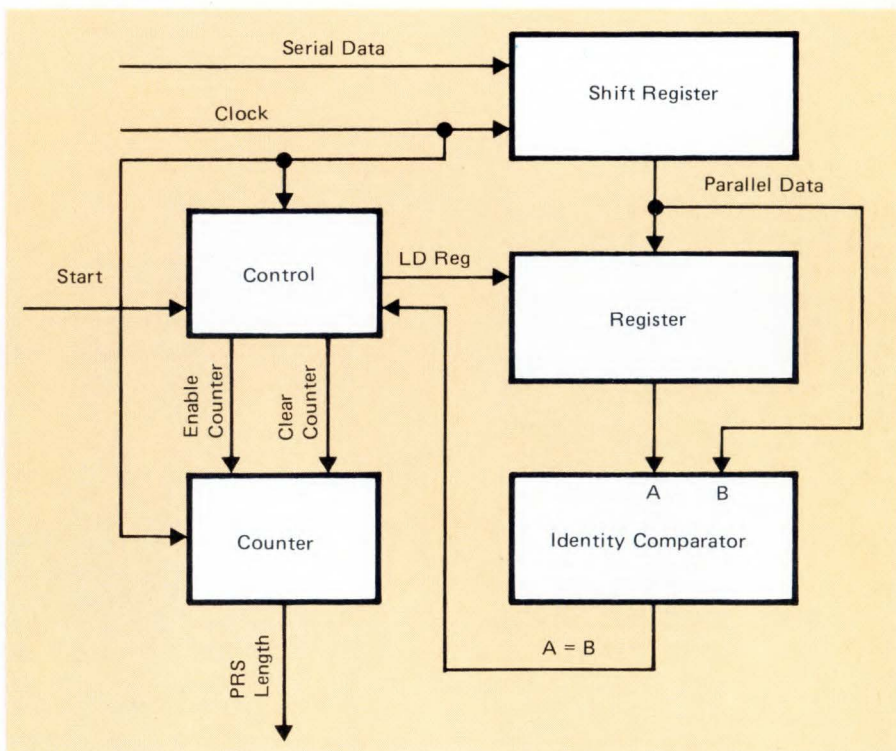 Serial Data
Shift Register
Clock
Parallel Data
Start
Control
LD Reg
Register
Enable
Counter
Clear
Counter
A B
Counter
Identity Comparator
A = B
PRS
Length